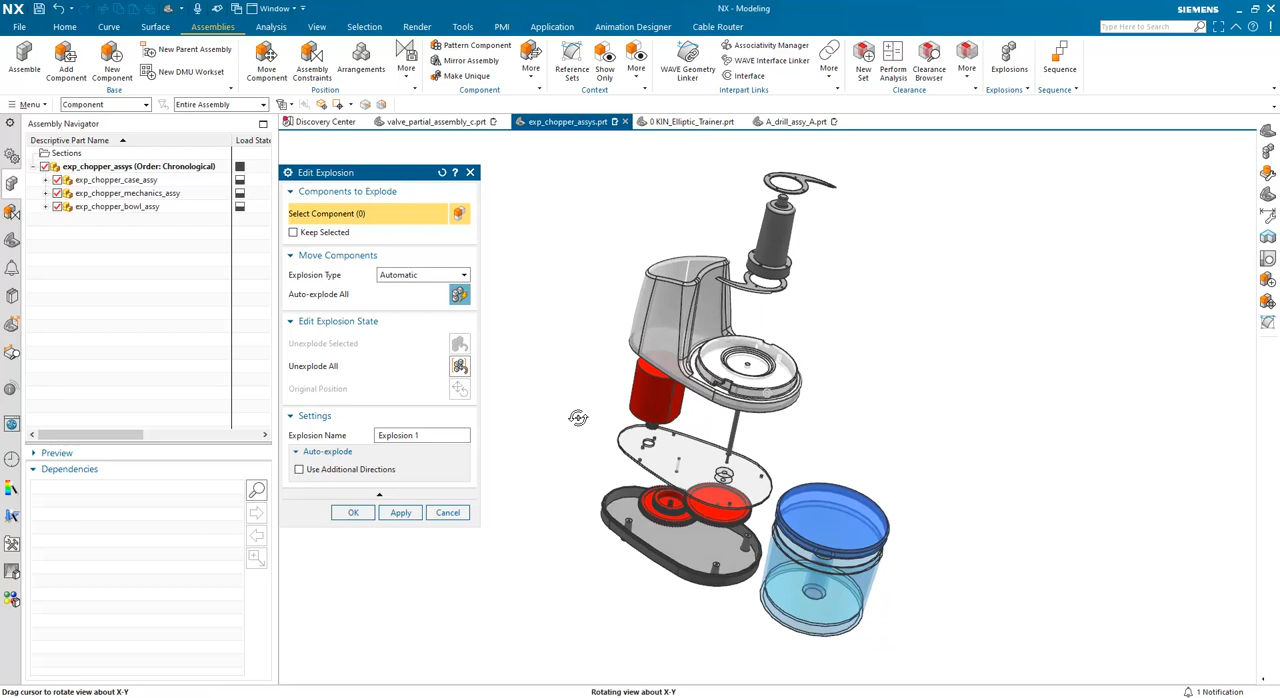 NX
Window
NX - Modeling
SIEMENS
File Home Curve Surface Assemblies Analysis View Selection Render Tools PMI Application Animation Designer Cable Router
Type Here to Search
Assemble
Add Component
New Component
New Parent Assembly
New DMU Workset
Base
Move Component
Assembly Constraints
Arrangements
More
Position
Pattern Component
Mirror Assembly
Make Unique
More
Component
Reference Sets
Show Only
More
Context
WAVE Geometry Linker
Associativity Manager
WAVE Interface Linker
Interface
More
Interpart Links
New Set
Perform Analysis
Clearance Browser
More
Clearance
Explosions
Explosions
Sequence
Sequence
Menu
Component
Entire Assembly
Assembly Navigator
Discovery Center
valve_partial_assembly_c.prt
exp_chopper_assys.prt
0 KIN_Elliptic_Trainer.prt
A_drill_assy_A.prt
Descriptive Part Name
Load State
Sections
exp_chopper_assys (Order: Chronological)
exp_chopper_case_assy
exp_chopper_mechanics_assy
exp_chopper_bowl_assy
Edit Explosion
Components to Explode
Select Component (0)
Keep Selected
Move Components
Explosion Type Automatic
Auto-explode All
Edit Explosion State
Unexplode Selected
Unexplode All
Original Position
Settings
Explosion Name Explosion 1
Auto-explode
Use Additional Directions
OK Apply Cancel
Preview
Dependencies
Drag cursor to rotate view about X-Y
Rotating view about X-Y
1 Notification